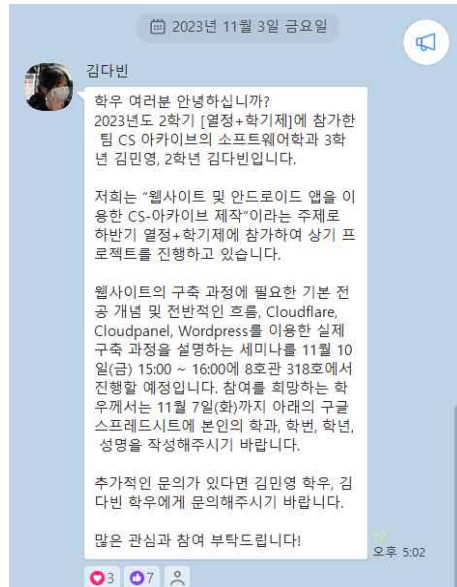 2023년 11월 3일 금요일
김다빈
학우 여러분 안녕하십니까?
2023년도 2학기 [열정+학기제]에 참가한
팀 CS 아카이브의 소프트웨어학과 3학
년 김민영, 2학년 김다빈입니다.
저희는 "웹사이트 및 안드로이드 앱을 이
용한 CS-아카이브 제작"이라는 주제로
하반기 열정+학기제에 참가하여 상기 프
로젝트를 진행하고 있습니다.
웹사이트의 구축 과정에 필요한 기본 전
공 개념 및 전반적인 흐름, Cloudflare,
Cloudpanel, Wordpress를 이용한 실제
구축 과정을 설명하는 세미나를 11월 10
일(금) 15:00 ~ 16:00에 8호관 318호에서
진행할 예정입니다. 참여를 희망하는 학
우께서는 11월 7일(화)까지 아래의 구글
스프레드시트에 본인의 학과, 학번, 학년,
성명을 작성해주시기 바랍니다.
추가적인 문의가 있다면 김민영 학우, 김
다빈 학우에게 문의해주시기 바랍니다.
많은 관심과 참여 부탁드립니다!
오후 5:02
3 7